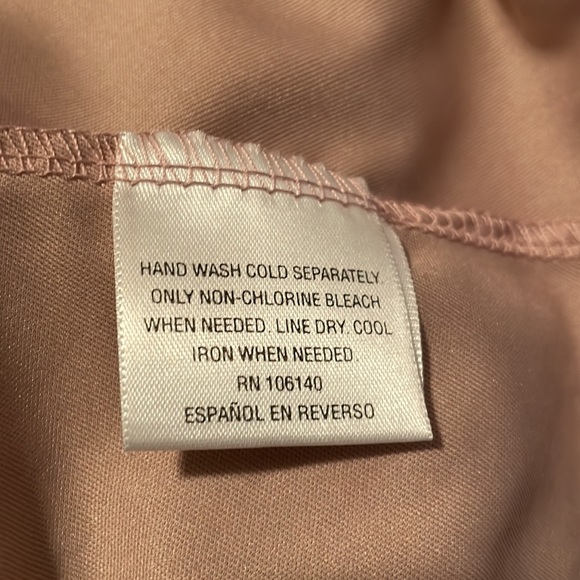 HAND WASH COLD SEPARATELY.
ONLY NON-CHLORINE BLEACH
WHEN NEEDED. LINE DRY. COOL
IRON WHEN NEEDED.
RN 106140
ESPAÑOL EN REVERSO